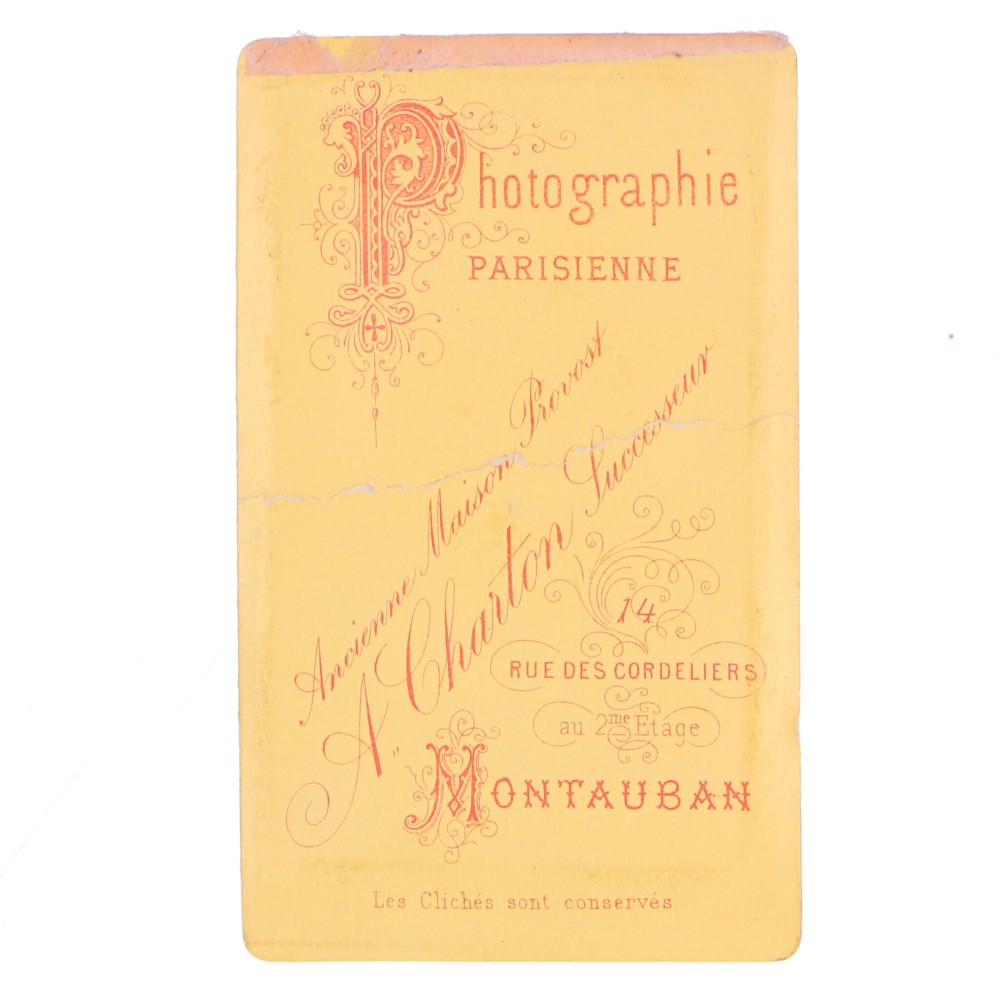 Photographie
PARISIENNE
Ancienne Maison Provost
A. Charton Successeur
14
RUE DES CORDELIERS
au 2me Etage
MONTAUBAN
Les Clichés sont conservés